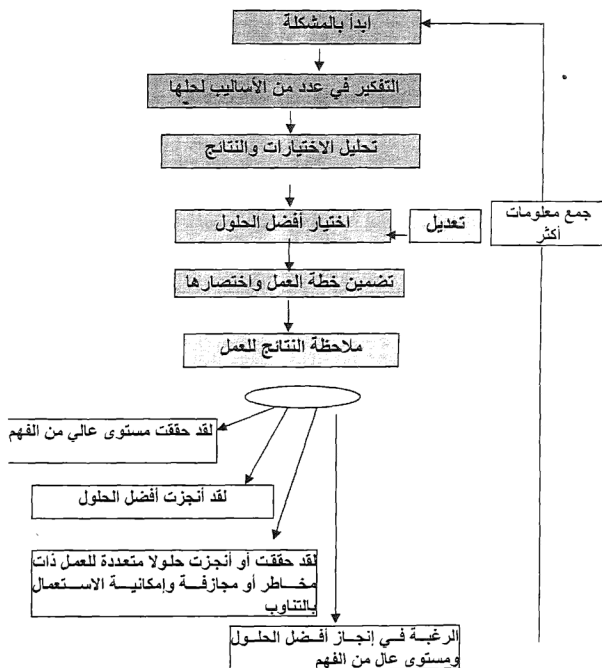 ابدأ بالمشكلة
التفكير في عدد من الأساليب لحلها
تحليل الاختيارات والنتائج
اختيار أفضل الحلول
تعديل
جمع معلومات
أكثر
تضمين خطة العمل واختصارها
ملاحظة النتائج للعمل
لقد حققت مستوى عالي من الفهم
لقد أنجزت أفضل الحلول
لقد حققت أو أنجزت حلولا متعددة للعمل ذات
مخاطر أو مجازفة وإمكانية الاستعمال
بالتناوب
الرغبة في إنجاز أفضل الحلول
ومستوى عال من الفهم